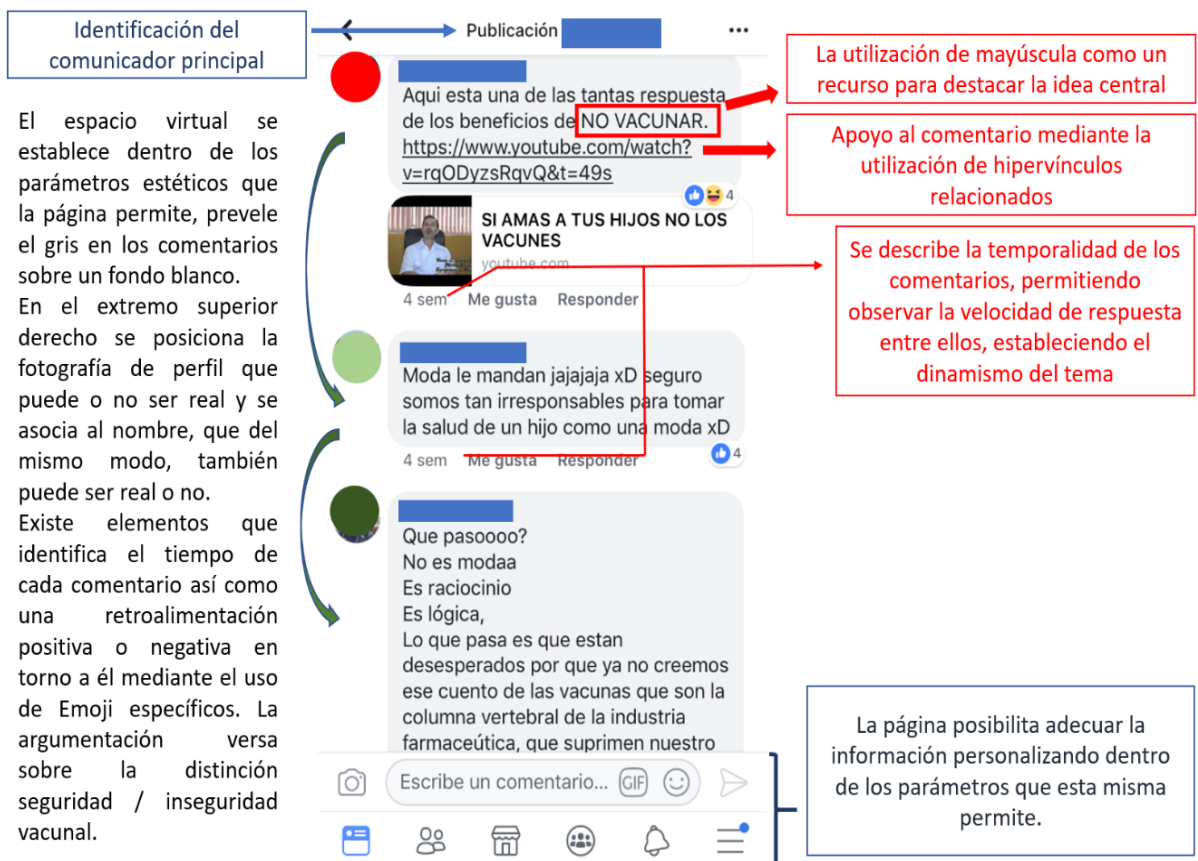 Identificación del
comunicador principal
El espacio virtual se
establece dentro de los
parámetros estéticos que
la página permite, prevele
el gris en los comentarios
sobre un fondo blanco.
En el extremo superior
derecho se posiciona la
fotografía de perfil que
puede o no ser real y se
asocia al nombre, que del
mismo modo, también
puede ser real o no.
Existe elementos que
identifica el tiempo de
cada comentario así como
una retroalimentación
positiva o negativa en
torno a él mediante el uso
de Emoji específicos. La
argumentación versa
sobre la distinción
seguridad / inseguridad
vacunal.
Publicación
Aqui esta una de las tantas respuesta
de los beneficios de NO VACUNAR.
https://www.youtube.com/watch?
v=rqODyzsRqvQ&t=49s
4
SI AMAS A TUS HIJOS NO LOS
VACUNES
youtube.com
4 sem Me gusta Responder
Moda le mandan jajajaja xD seguro
somos tan irresponsables para tomar
la salud de un hijo como una moda xD
4 sem Me gusta Responder
4
Que pasoooo?
No es modaa
Es raciocinio
Es lógica,
Lo que pasa es que estan
desesperados por que ya no creemos
ese cuento de las vacunas que son la
columna vertebral de la industria
farmaceútica, que suprimen nuestro
Escribe un comentario... GIF
La utilización de mayúscula como un
recurso para destacar la idea central
Apoyo al comentario mediante la
utilización de hipervínculos
relacionados
Se describe la temporalidad de los
comentarios, permitiendo
observar la velocidad de respuesta
entre ellos, estableciendo el
dinamismo del tema
La página posibilita adecuar la
información personalizando dentro
de los parámetros que esta misma
permite.